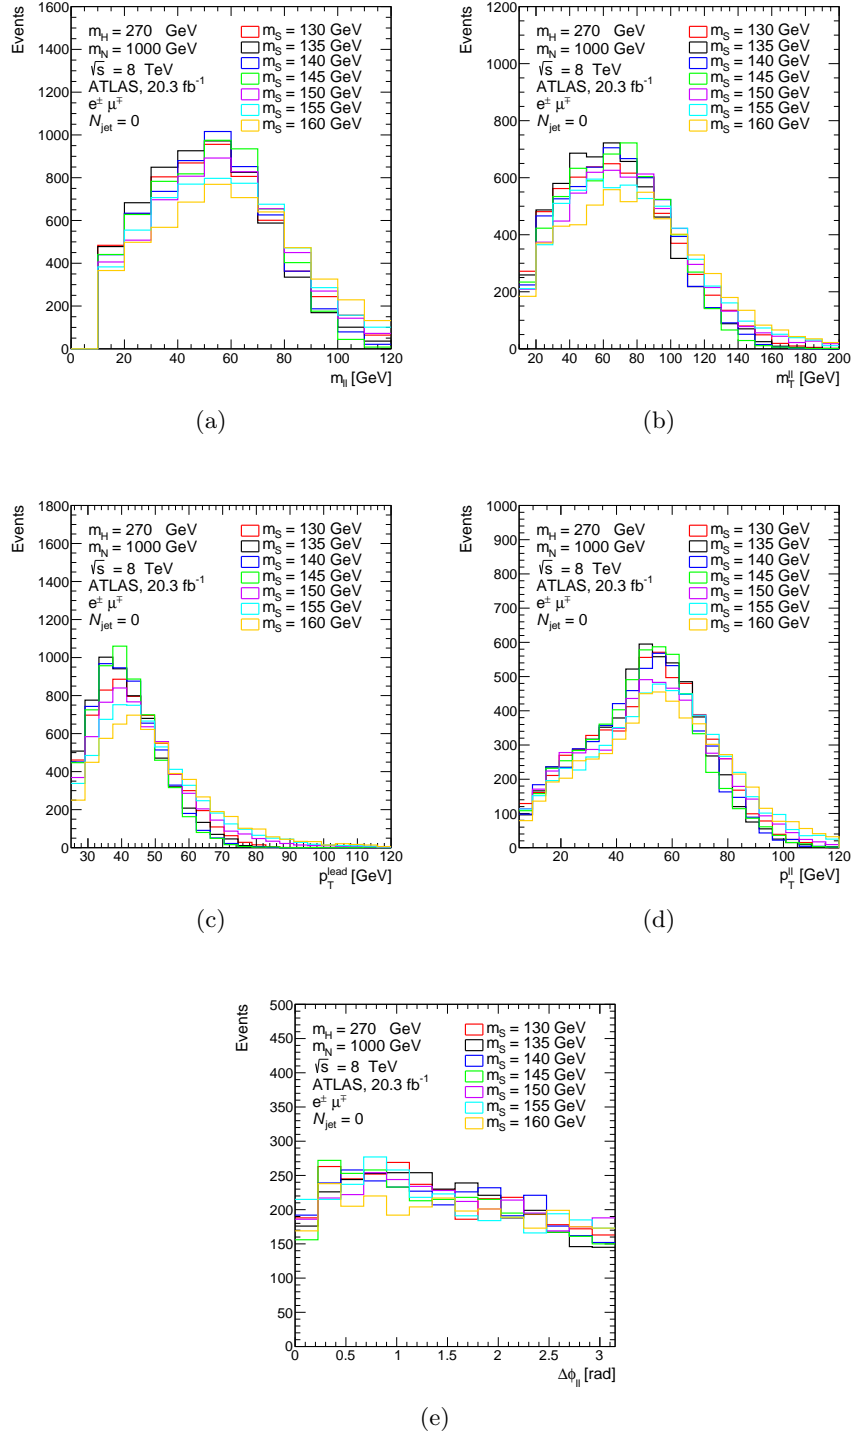 Events
1600
1400
1200
1000
800
600
400
200
0
0 20 40 60 80 100 120
m_ll [GeV]
m_H = 270 GeV
m_N = 1000 GeV
√s = 8 TeV
ATLAS, 20.3 fb⁻¹
e^± μ^∓
N_jet = 0
m_S = 130 GeV
m_S = 135 GeV
m_S = 140 GeV
m_S = 145 GeV
m_S = 150 GeV
m_S = 155 GeV
m_S = 160 GeV
(a)
Events
1200
1000
800
600
400
200
0
20 40 60 80 100 120 140 160 180 200
m_T^ll [GeV]
m_H = 270 GeV
m_N = 1000 GeV
√s = 8 TeV
ATLAS, 20.3 fb⁻¹
e^± μ^∓
N_jet = 0
m_S = 130 GeV
m_S = 135 GeV
m_S = 140 GeV
m_S = 145 GeV
m_S = 150 GeV
m_S = 155 GeV
m_S = 160 GeV
(b)
Events
1800
1600
1400
1200
1000
800
600
400
200
0
30 40 50 60 70 80 90 100 110 120
p_T^lead [GeV]
m_H = 270 GeV
m_N = 1000 GeV
√s = 8 TeV
ATLAS, 20.3 fb⁻¹
e^± μ^∓
N_jet = 0
m_S = 130 GeV
m_S = 135 GeV
m_S = 140 GeV
m_S = 145 GeV
m_S = 150 GeV
m_S = 155 GeV
m_S = 160 GeV
(c)
Events
1000
900
800
700
600
500
400
300
200
100
0
20 40 60 80 100 120
p_T^ll [GeV]
m_H = 270 GeV
m_N = 1000 GeV
√s = 8 TeV
ATLAS, 20.3 fb⁻¹
e^± μ^∓
N_jet = 0
m_S = 130 GeV
m_S = 135 GeV
m_S = 140 GeV
m_S = 145 GeV
m_S = 150 GeV
m_S = 155 GeV
m_S = 160 GeV
(d)
Events
500
450
400
350
300
250
200
150
100
50
0
0 0.5 1 1.5 2 2.5 3
Δϕ_ll [rad]
m_H = 270 GeV
m_N = 1000 GeV
√s = 8 TeV
ATLAS, 20.3 fb⁻¹
e^± μ^∓
N_jet = 0
m_S = 130 GeV
m_S = 135 GeV
m_S = 140 GeV
m_S = 145 GeV
m_S = 150 GeV
m_S = 155 GeV
m_S = 160 GeV
(e)